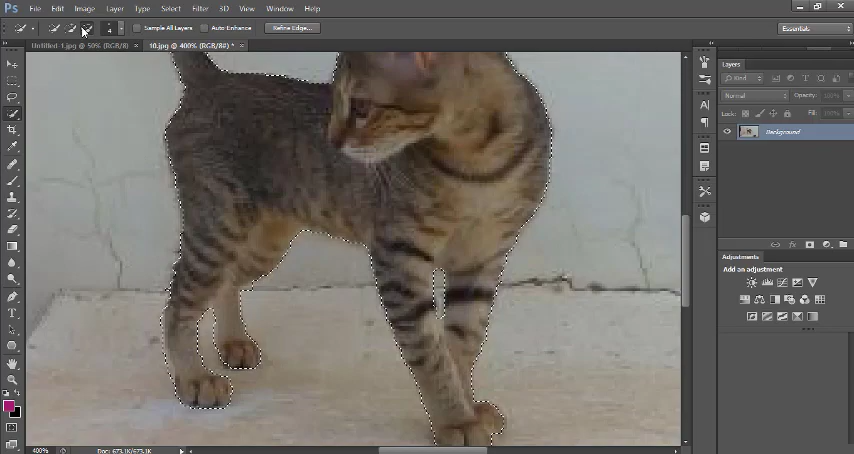 Ps File Edit Image Layer Type Select Filter 3D View Window Help
4 Sample All Layers Auto Enhance Refine Edge... Essentials
Untitled-1.jpg @ 50% (RGB/8) × 10.jpg @ 400% (RGB/8#) * ×
Layers
Kind
Normal Opacity: 100%
Lock: Fill: 100%
Background
fx
Adjustments
Add an adjustment
400% Doc: 673.1K/673.1K